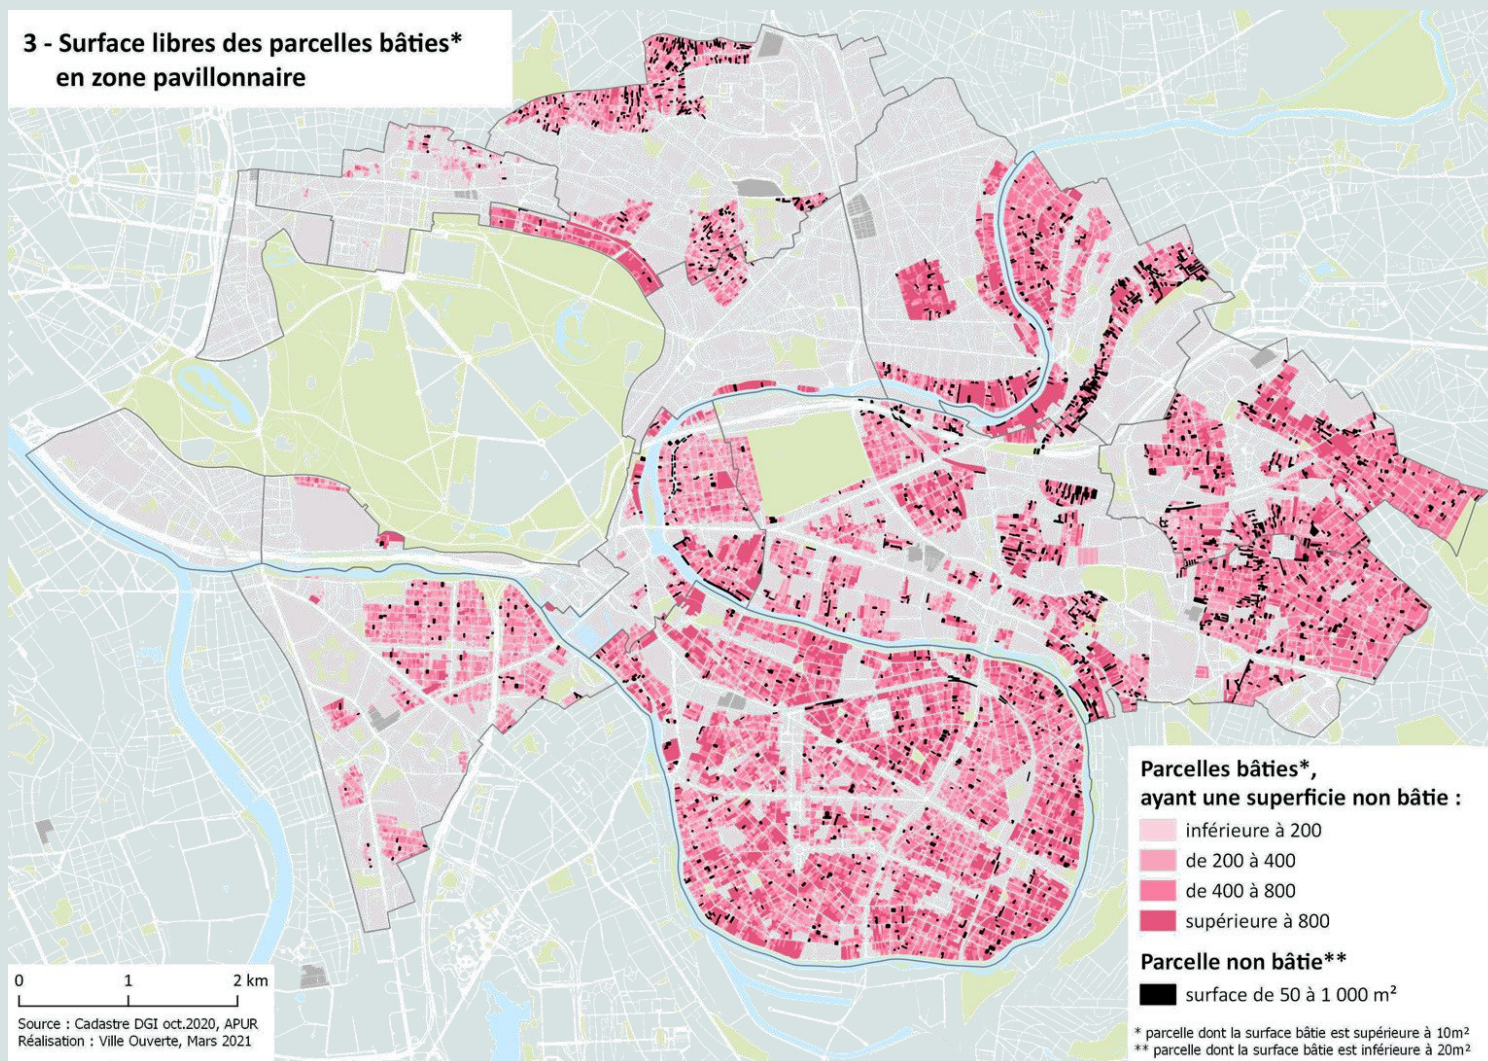 3 - Surface libres des parcelles bâties*
en zone pavillonnaire
Parcelles bâties*,
ayant une superficie non bâtie :
inférieure à 200
de 200 à 400
de 400 à 800
supérieure à 800
Parcelle non bâtie**
surface de 50 à 1 000 m²
* parcelle dont la surface bâtie est supérieure à 10m²
** parcelle dont la surface bâtie est inférieure à 20m²
0 1 2 km
Source : Cadastre DGI oct.2020, APUR
Réalisation : Ville Ouverte, Mars 2021